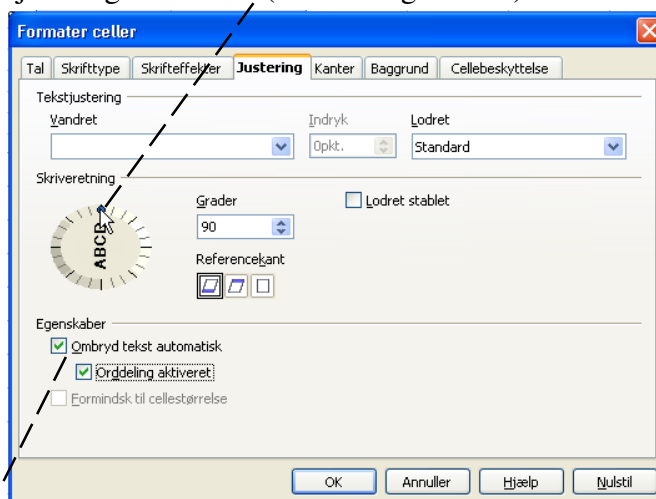 Formater celler
Tal Skrifttype Skrifteffekter Justering Kanter Baggrund Cellebeskyttelse
Tekstjustering
Vandret Indryk Lodret
0pkt. Standard
Skriveretning
ABCD Grader Lodret stablet
90
Referencekant
Egenskaber
Ombryd tekst automatisk
Orddeling aktiveret
Formindsk til cellestørrelse
OK Annuller Hjælp Nulstil